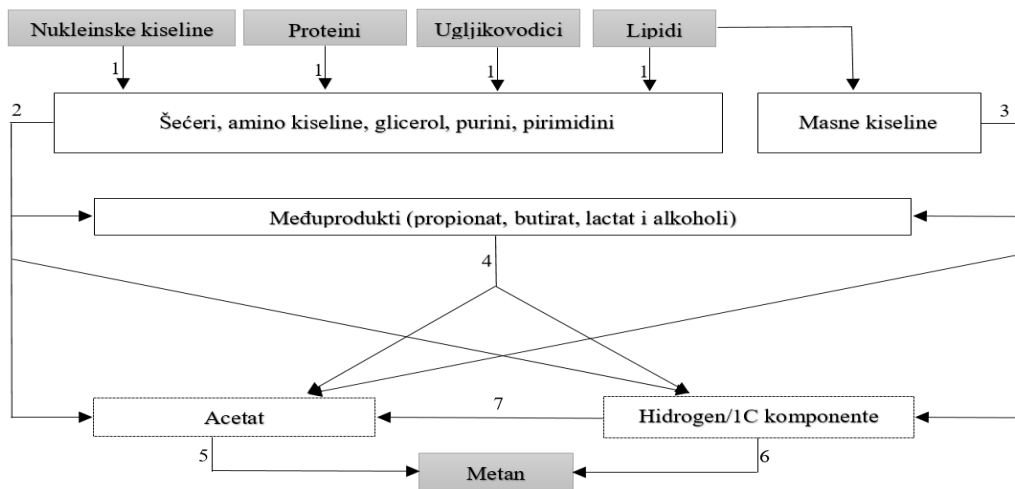 Nukleinske kiseline
Proteini
Ugljikovodici
Lipidi
1
1
1
1
2
Šećeri, amino kiseline, glicerol, purini, pirimidini
Masne kiseline
3
Međuprodukti (propionat, butirat, lactat i alkoholi)
4
Acetat
7
Hidrogen/1C komponente
5
Metan
6